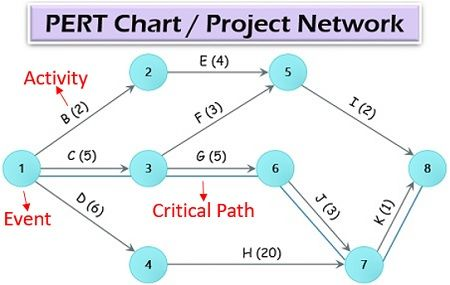 PERT Chart / Project Network
Activity
E (4)
2
5
B (2)
F (3)
I (2)
1
C (5)
3
G (5)
6
8
Event
D (6)
Critical Path
J (3)
K (1)
4
H (20)
7